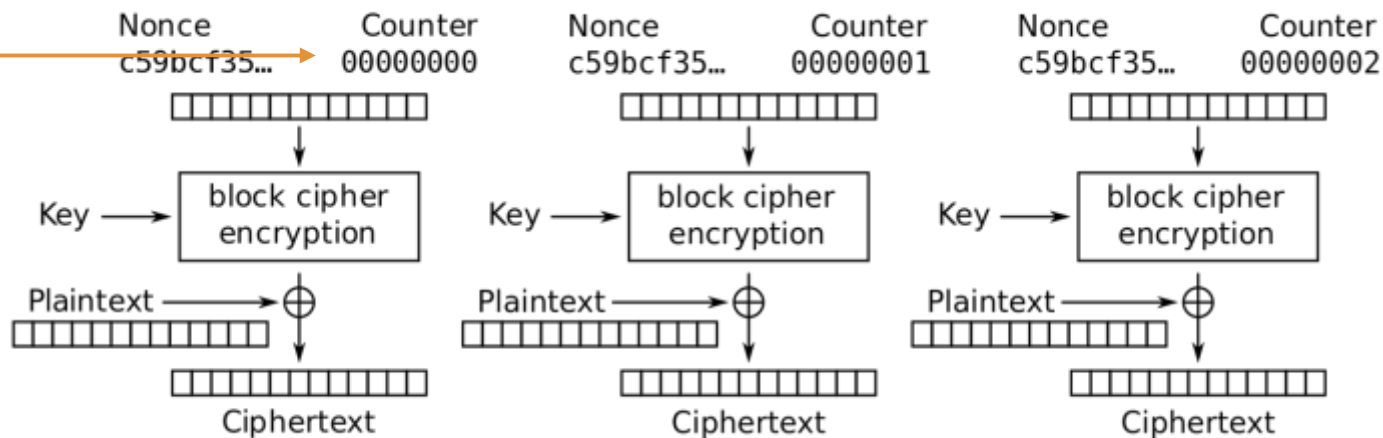 Nonce Counter Nonce Counter Nonce Counter
c59bcf35… 00000000 c59bcf35… 00000001 c59bcf35… 00000002
Key block cipher encryption Key block cipher encryption Key block cipher encryption
Plaintext Plaintext Plaintext
Ciphertext Ciphertext Ciphertext